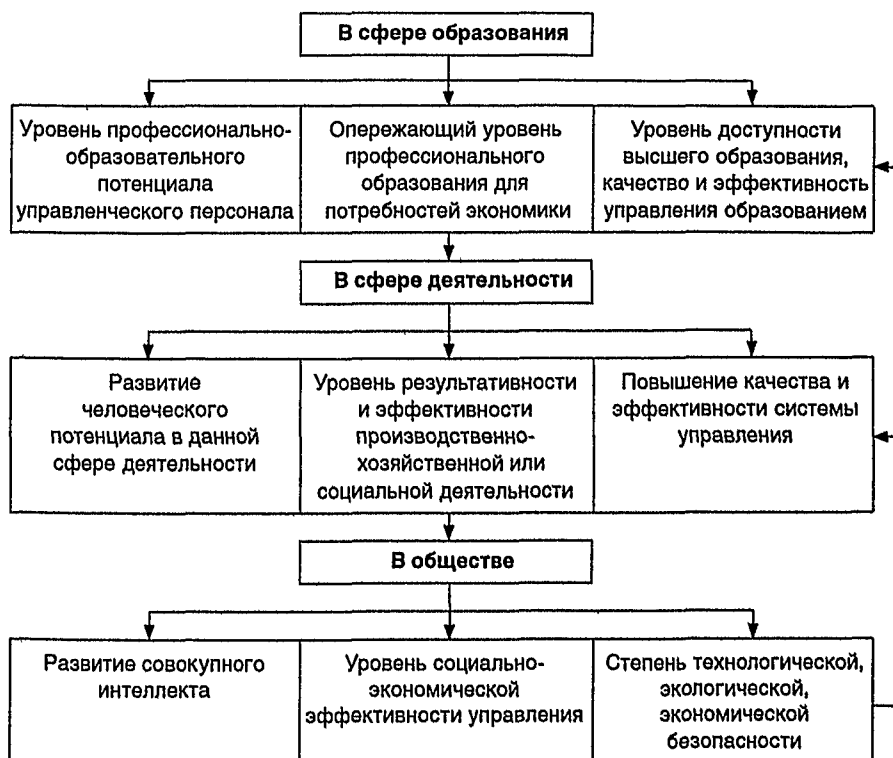 В сфере образования
Уровень профессионально-
образовательного
потенциала
управленческого персонала
Опережающий уровень
профессионального
образования для
потребностей экономики
Уровень доступности
высшего образования,
качество и эффективность
управления образованием
В сфере деятельности
Развитие
человеческого
потенциала в данной
сфере деятельности
Уровень результативности
и эффективности
производственно-
хозяйственной или
социальной деятельности
Повышение качества и
эффективности системы
управления
В обществе
Развитие совокупного
интеллекта
Уровень социально-
экономической
эффективности управления
Степень технологической,
экологической,
экономической
безопасности